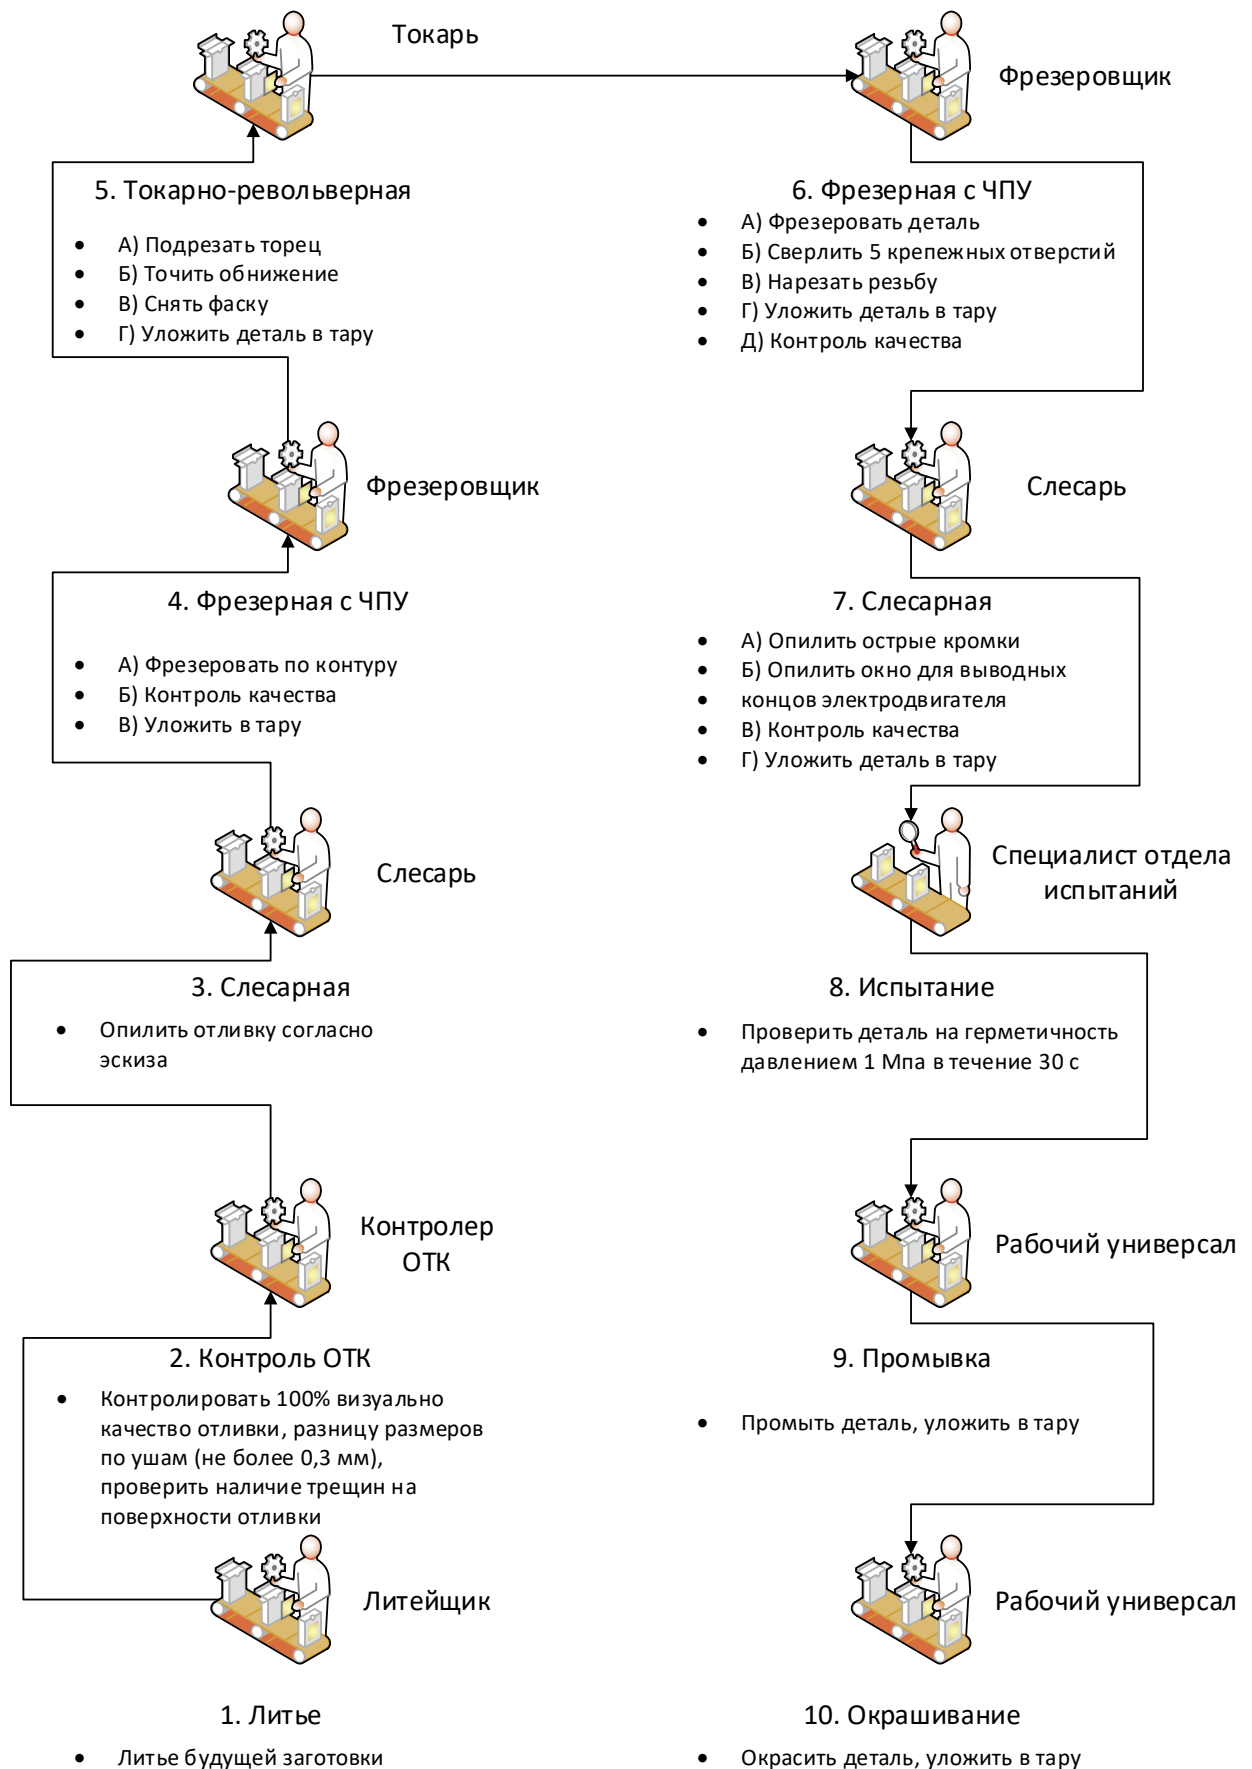 Токарь
5. Токарно-револьверная
• А) Подрезать торец
• Б) Точить обнижение
• В) Снять фаску
• Г) Уложить деталь в тару
Фрезеровщик
4. Фрезерная с ЧПУ
• А) Фрезеровать по контуру
• Б) Контроль качества
• В) Уложить в тару
Слесарь
3. Слесарная
• Опилить отливку согласно
эскиза
Контролер
ОТК
2. Контроль ОТК
• Контролировать 100% визуально
качество отливки, разницу размеров
по ушам (не более 0,3 мм),
проверить наличие трещин на
поверхности отливки
Литейщик
1. Литье
• Литье будущей заготовки
Фрезеровщик
6. Фрезерная с ЧПУ
• А) Фрезеровать деталь
• Б) Сверлить 5 крепежных отверстий
• В) Нарезать резьбу
• Г) Уложить деталь в тару
• Д) Контроль качества
Слесарь
7. Слесарная
• А) Опилить острые кромки
• Б) Опилить окно для выводных
• концов электродвигателя
• В) Контроль качества
• Г) Уложить деталь в тару
Специалист отдела
испытаний
8. Испытание
• Проверить деталь на герметичность
давлением 1 Мпа в течение 30 с
Рабочий универсал
9. Промывка
• Промыть деталь, уложить в тару
Рабочий универсал
10. Окрашивание
• Окрасить деталь, уложить в тару